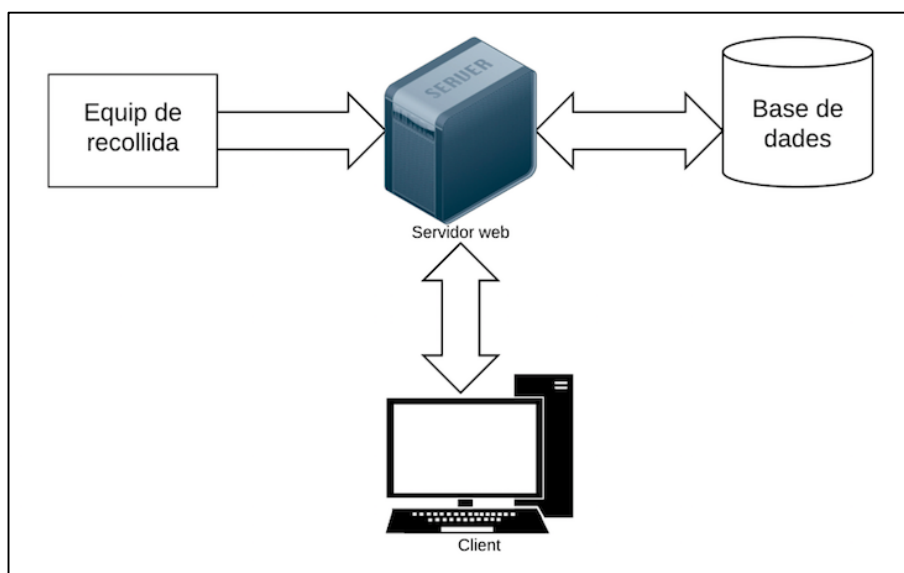 Equip de
recollida
SERVER
Base de
dades
Servidor web
Client